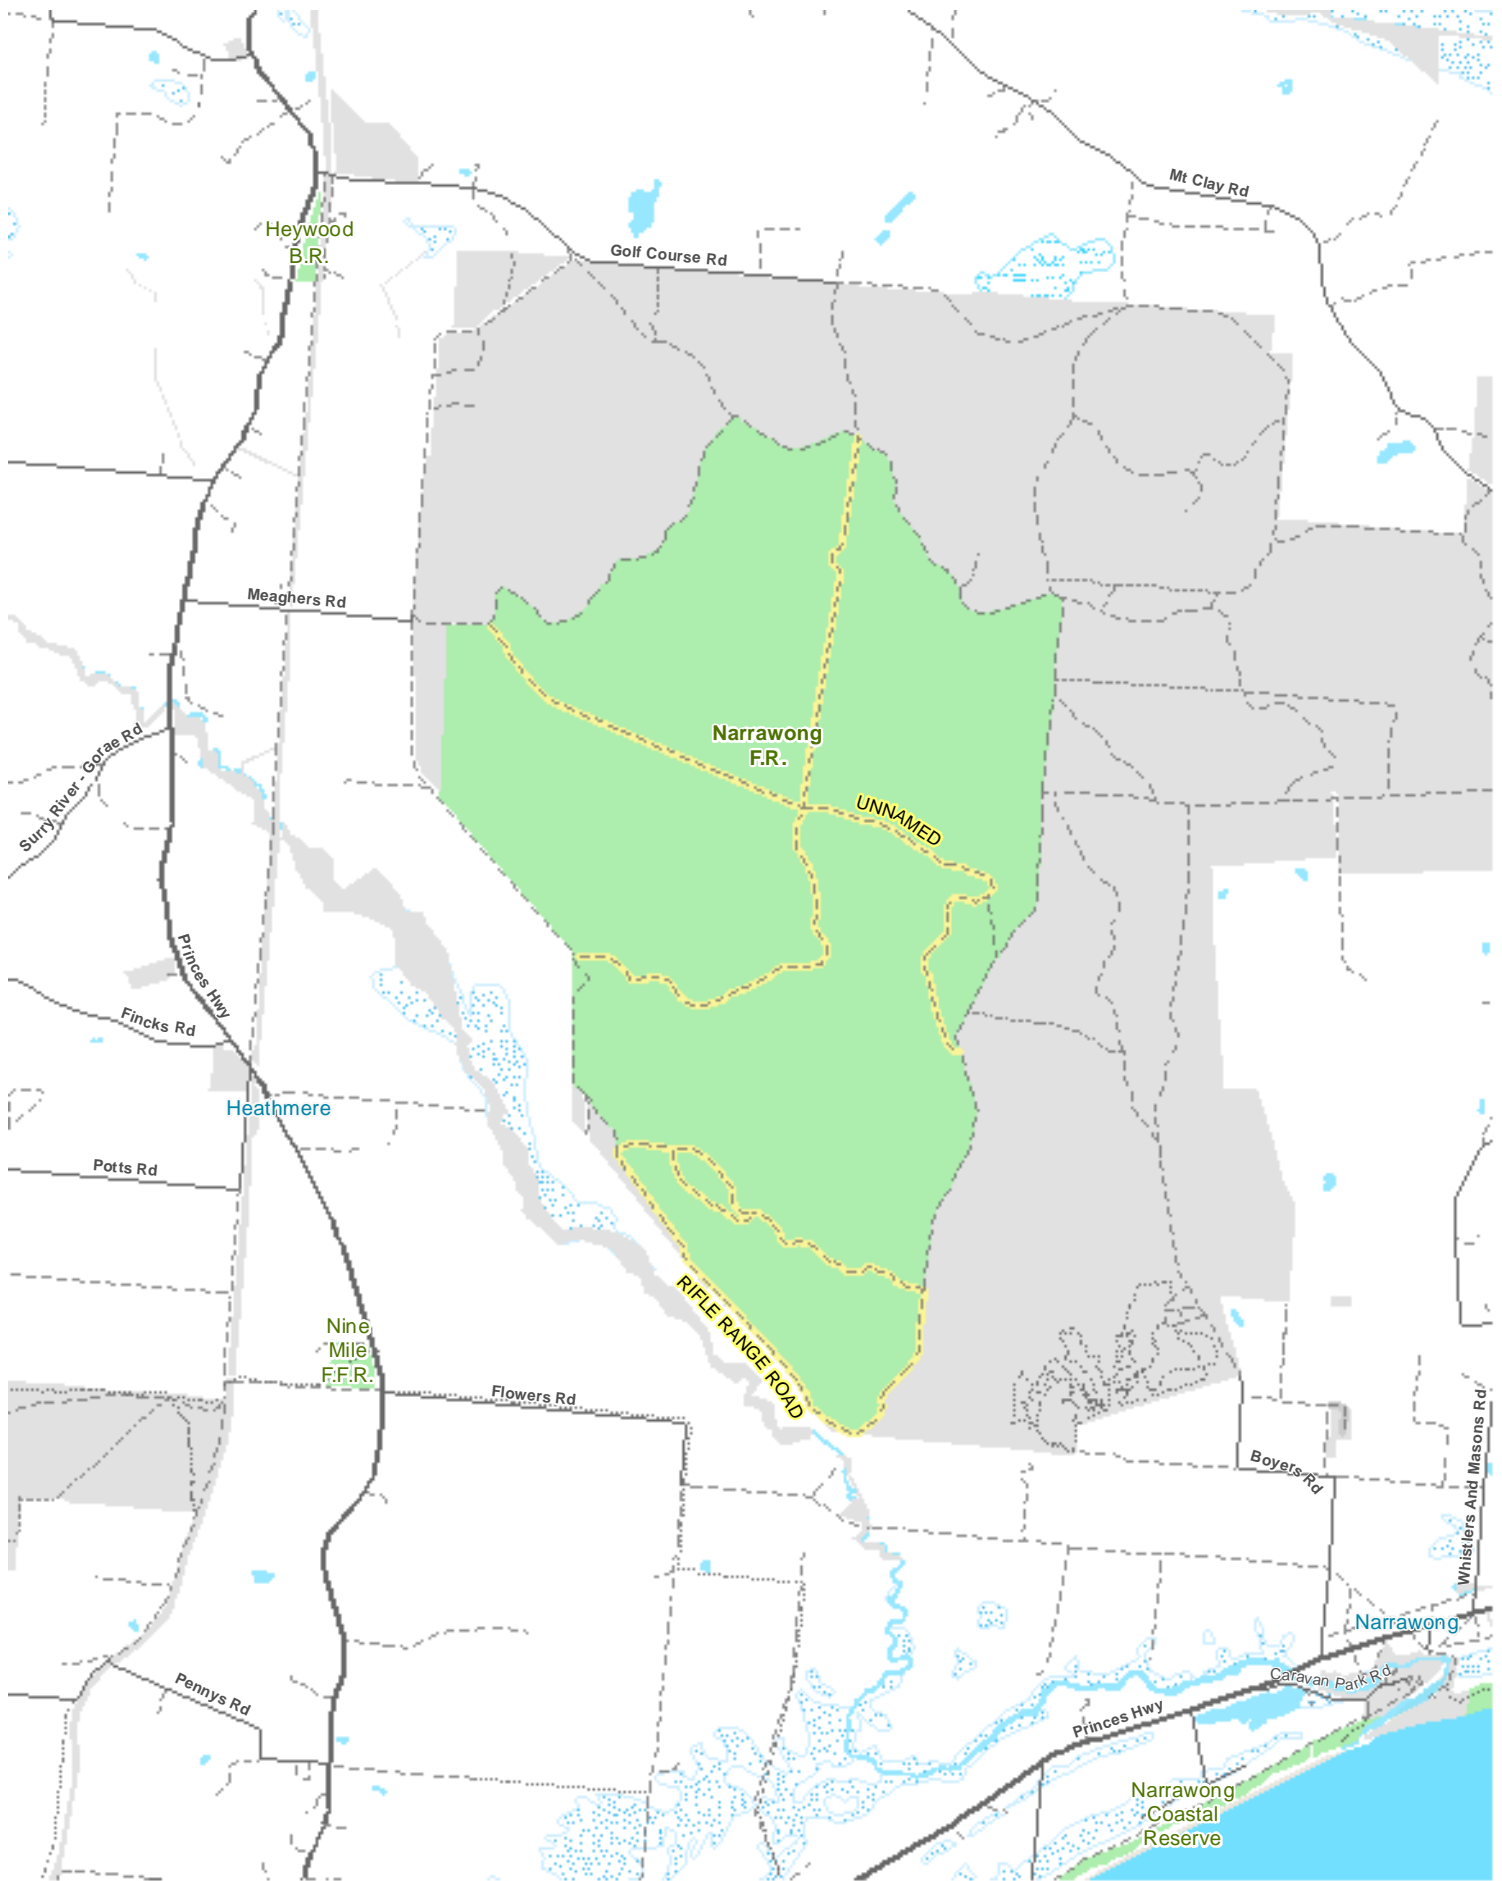 Mt Clay Rd
Heywood
B.R.
Golf Course Rd
Meaghers Rd
Narrawong
F.R.
Surry River - Gorae Rd
UNNAMED
Princes Hwy
Fincks Rd
Heathmere
Potts Rd
RIFLE RANGE ROAD
Nine
Mile
F.F.R.
Flowers Rd
Boyers Rd
Whistlers And Masons Rd
Narrawong
Caravan Park Rd
Pennys Rd
Princes Hwy
Narrawong
Coastal
Reserve